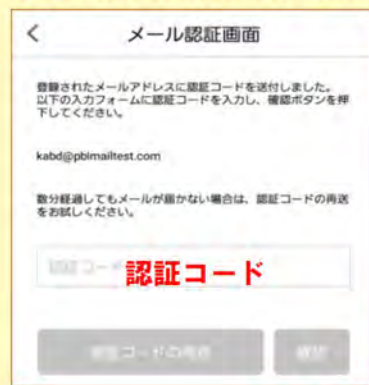 メール認証画面
登録されたメールアドレスに認証コードを送付しました。
以下の入力フォームに認証コードを入力し、確認ボタンを押
下してください。
kabd@pblmailtest.com
数分経過してもメールが届かない場合は、認証コードの再送
をお試しください。
認証コード
認証コード
認証コードの再送
確認